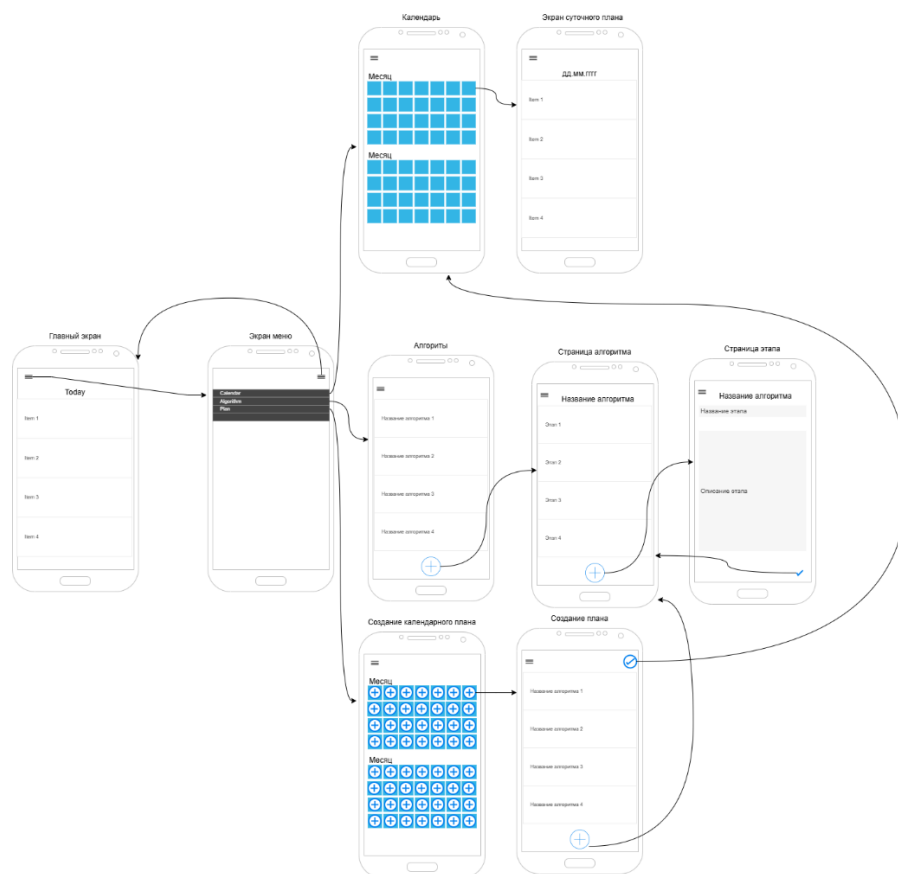 Календарь
Месяц
Месяц
Экран суточного плана
дд.мм.гггг
Item 1
Item 2
Item 3
Item 4
Главный экран
Today
Item 1
Item 2
Item 3
Item 4
Экран меню
Calendar
Algorithm
Plan
Алгориты
Название алгоритма 1
Название алгоритма 2
Название алгоритма 3
Название алгоритма 4
Страница алгоритма
Название алгоритма
Этап 1
Этап 2
Этап 3
Этап 4
Страница этапа
Название алгоритма
Название этапа
Описание этапа
Создание календарного плана
Месяц
Месяц
Создание плана
Название алгоритма 1
Название алгоритма 2
Название алгоритма 3
Название алгоритма 4